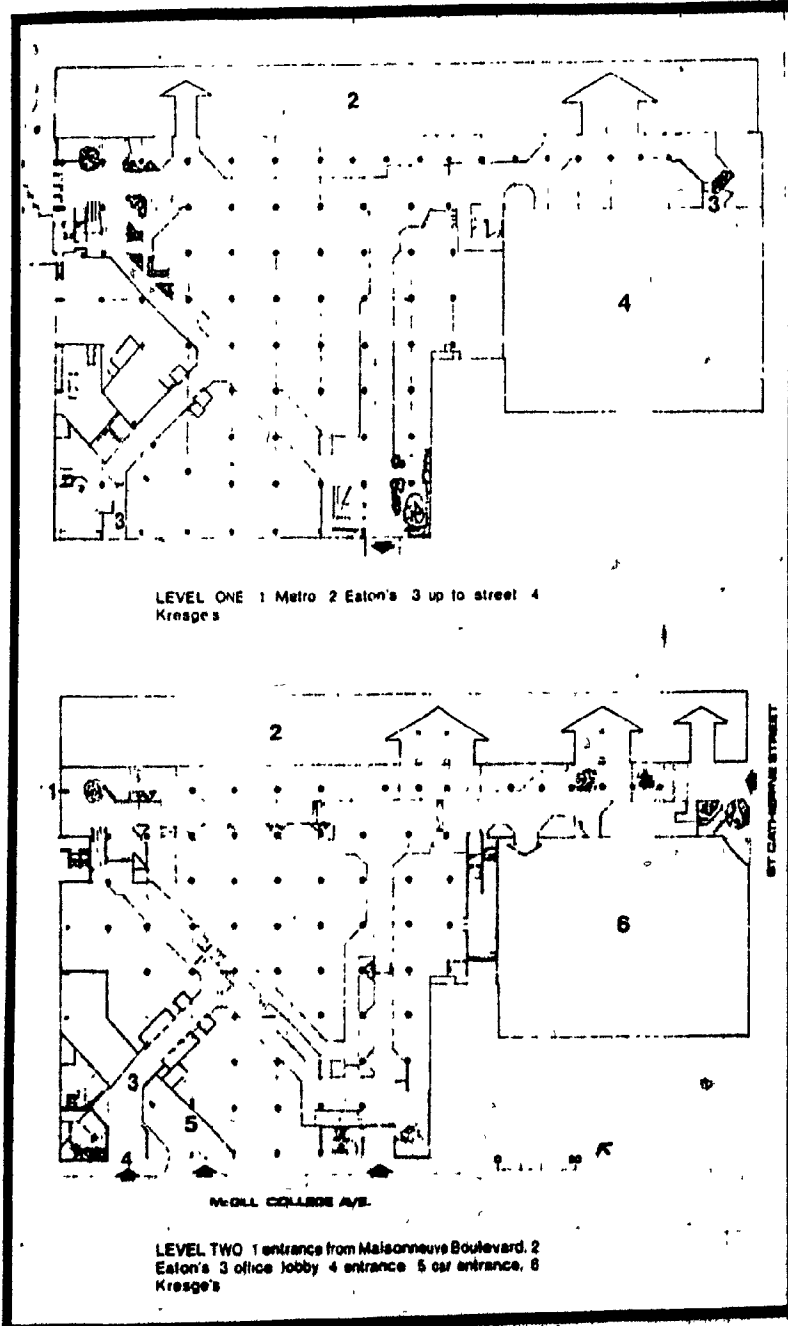 2
3
4
3
LEVEL ONE 1 Metro 2 Eaton's 3 up to street 4
Kresge's
2
1
ST CATHERINE STREET
6
3
5
4
McGILL COLLEGE AVE.
LEVEL TWO 1 entrance from Maisonneuve Boulevard. 2
Eaton's 3 office lobby 4 entrance 5 car entrance, 6
Kresge's